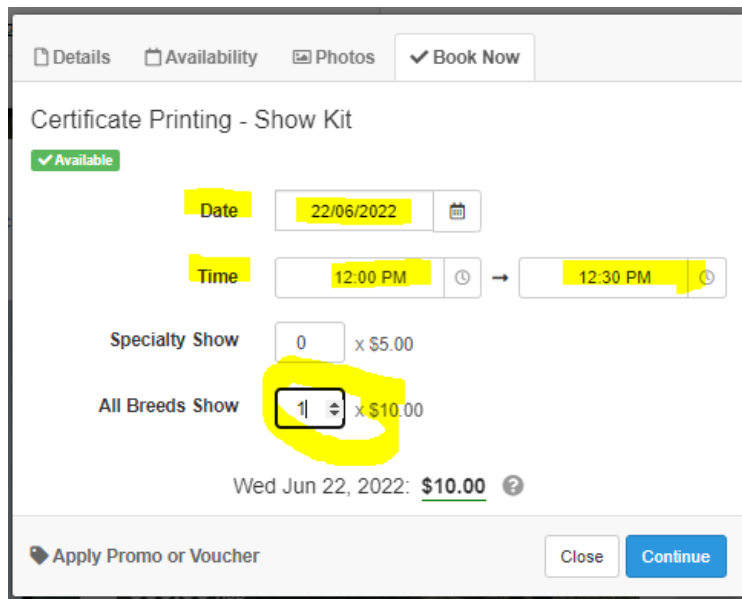 Details Availability Photos Book Now
Certificate Printing - Show Kit
Available
Date 22/06/2022
Time 12:00 PM → 12:30 PM
Specialty Show 0 x $5.00
All Breeds Show 1 x $10.00
Wed Jun 22, 2022: $10.00 ?
Apply Promo or Voucher Close Continue